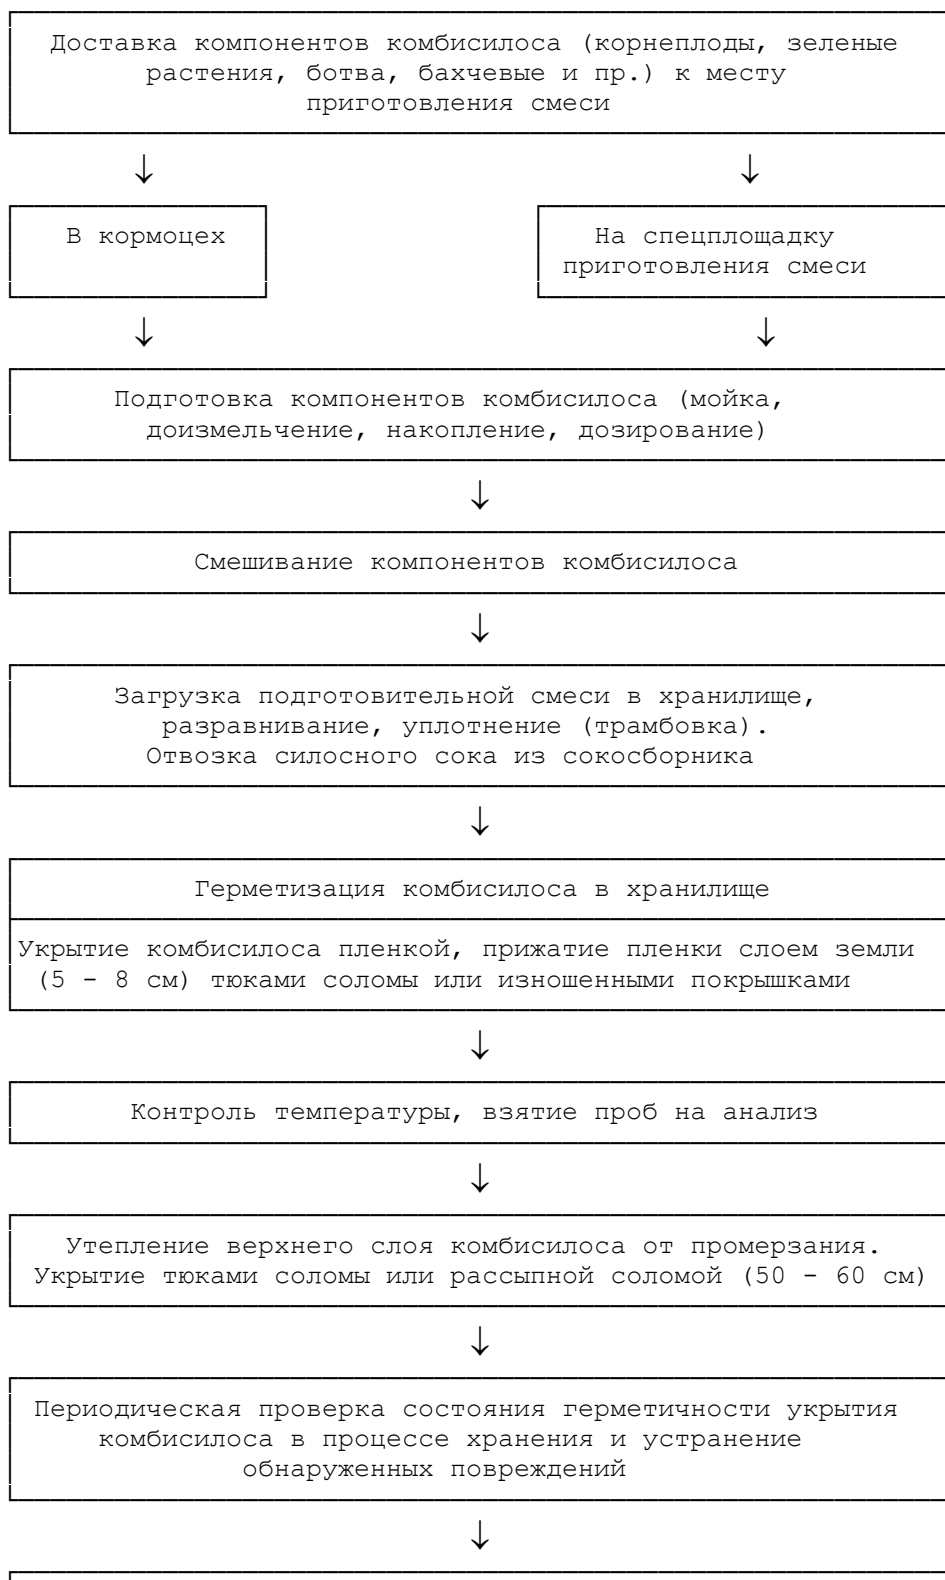 Доставка компонентов комбисилоса (корнеплоды, зеленые
растения, ботва, бахчевые и пр.) к месту
приготовления смеси
↓ ↓
В кормоцех
На спецплощадку
приготовления смеси
↓ ↓
Подготовка компонентов комбисилоса (мойка,
доизмельчение, накопление, дозирование)
↓
Смешивание компонентов комбисилоса
↓
Загрузка подготовительной смеси в хранилище,
разравнивание, уплотнение (трамбовка).
Отвозка силосного сока из сокосборника
↓
Герметизация комбисилоса в хранилище
Укрытие комбисилоса пленкой, прижатие пленки слоем земли
(5 - 8 см) тюками соломы или изношенными покрышками
↓
Контроль температуры, взятие проб на анализ
↓
Утепление верхнего слоя комбисилоса от промерзания.
Укрытие тюками соломы или рассыпной соломой (50 - 60 см)
↓
Периодическая проверка состояния герметичности укрытия
комбисилоса в процессе хранения и устранение
обнаруженных повреждений
↓